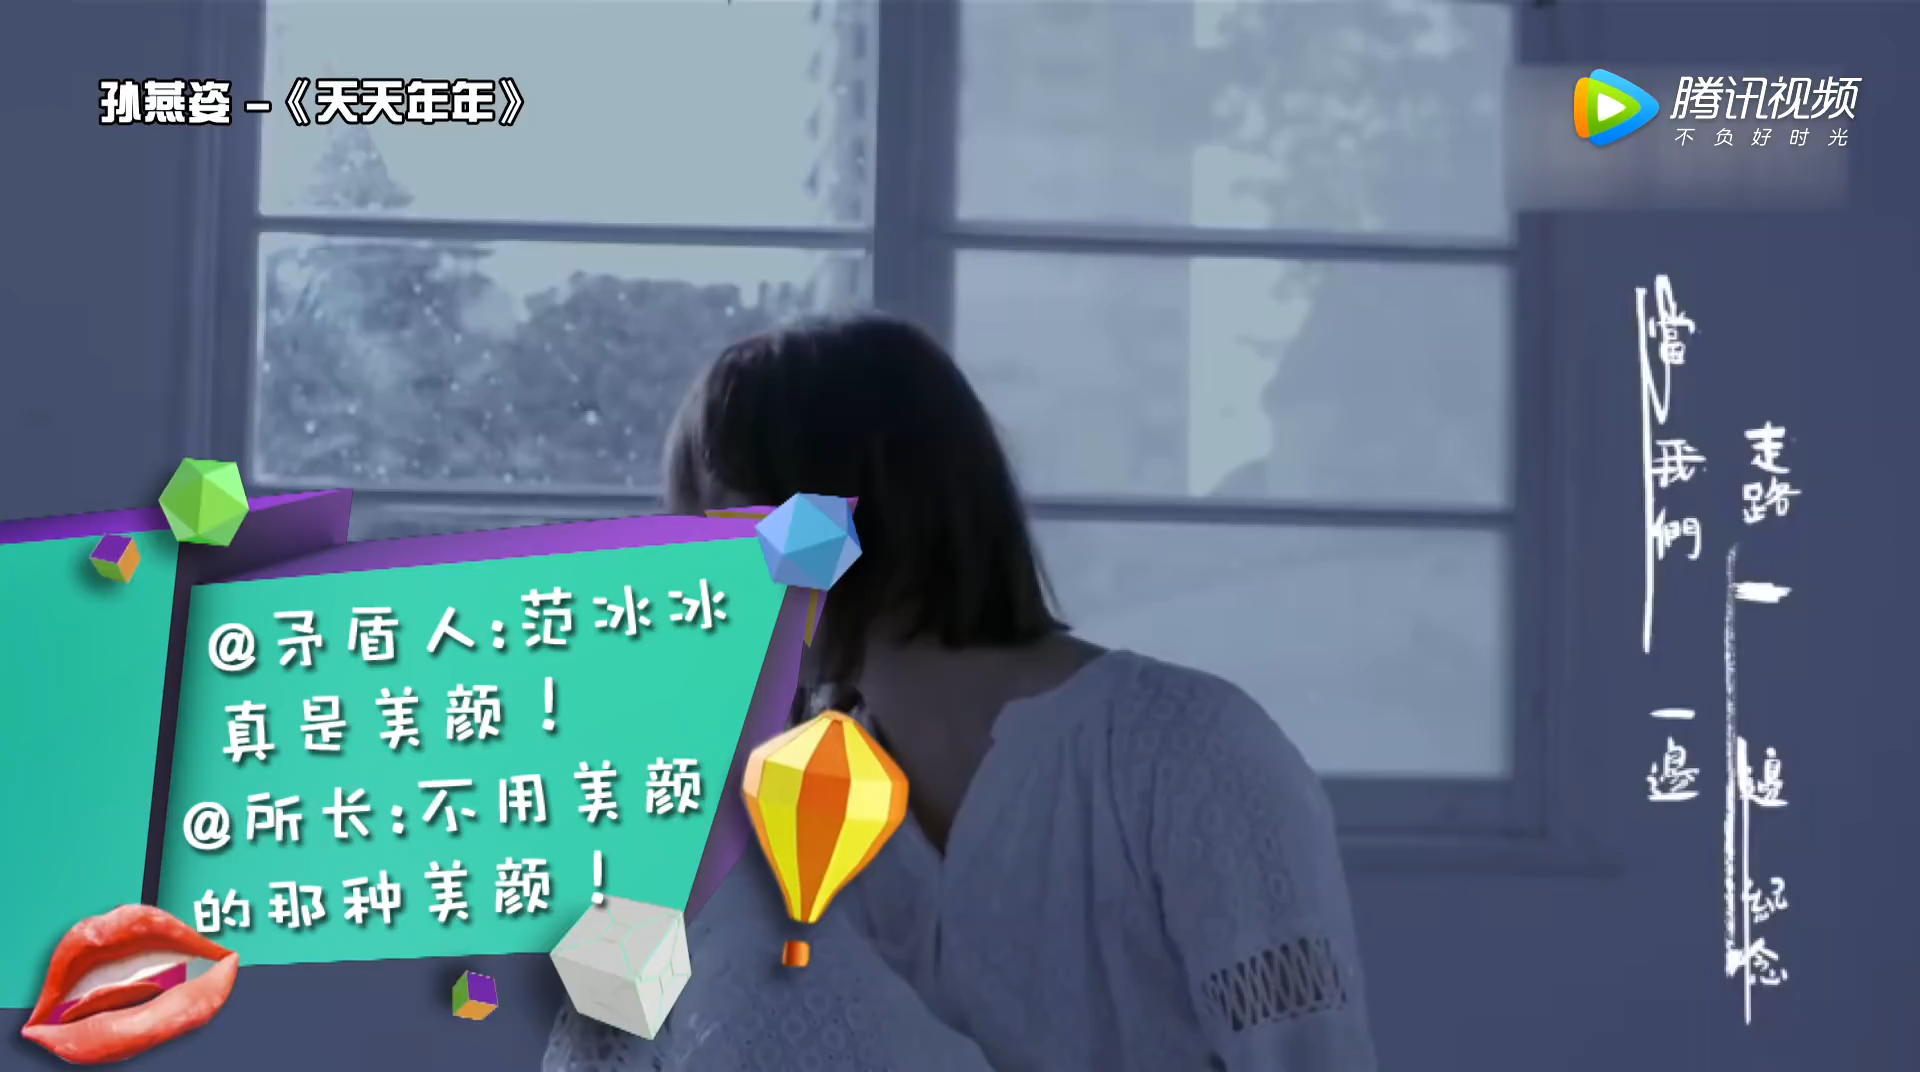 孙燕姿 -《天天年年》
腾讯视频
不负好时光
當我們
一邊
走路
一邊紀念
@矛盾人:范冰冰
真是美颜！
@所长:不用美颜
的那种美颜！